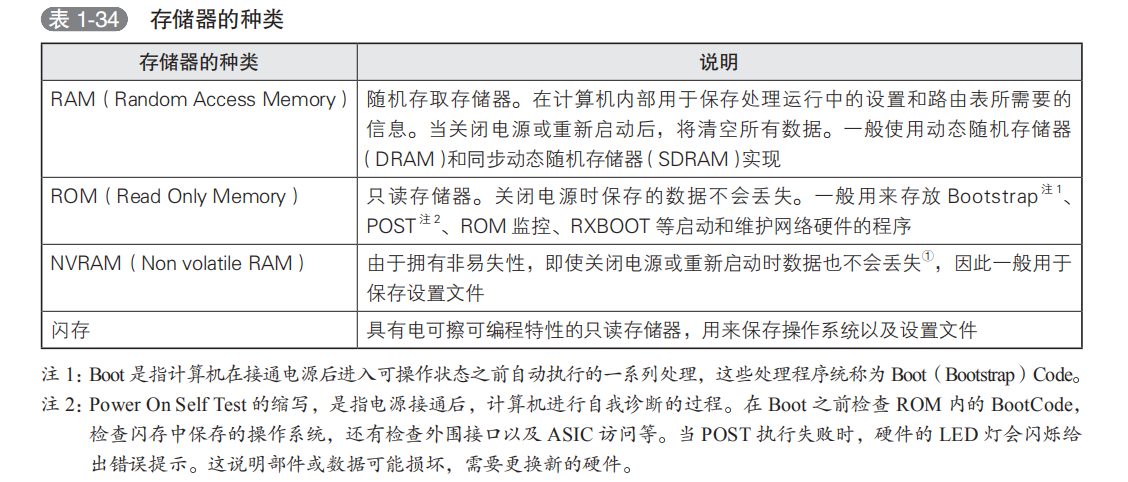 表 1-34 存储器的种类
存储器的种类 说明
RAM（Random Access Memory） 随机存取存储器。在计算机内部用于保存处理运行中的设置和路由表所需要的
信息。当关闭电源或重新启动后，将清空所有数据。一般使用动态随机存储器
（DRAM）和同步动态随机存储器（SDRAM）实现
ROM（Read Only Memory） 只读存储器。关闭电源时保存的数据不会丢失。一般用来存放 Bootstrap注1、
POST注2、ROM 监控、RXBOOT 等启动和维护网络硬件的程序
NVRAM（Non volatile RAM） 由于拥有非易失性，即使关闭电源或重新启动时数据也不会丢失①，因此一般用于
保存设置文件
闪存 具有电可擦可编程特性的只读存储器，用来保存操作系统以及设置文件
注 1：Boot 是指计算机在接通电源后进入可操作状态之前自动执行的一系列处理，这些处理程序统称为 Boot（Bootstrap）Code。
注 2：Power On Self Test 的缩写，是指电源接通后，计算机进行自我诊断的过程。在 Boot 之前检查 ROM 内的 BootCode，
检查闪存中保存的操作系统，还有检查外围接口以及 ASIC 访问等。当 POST 执行失败时，硬件的 LED 灯会闪烁给
出错误提示。这说明部件或数据可能损坏，需要更换新的硬件。